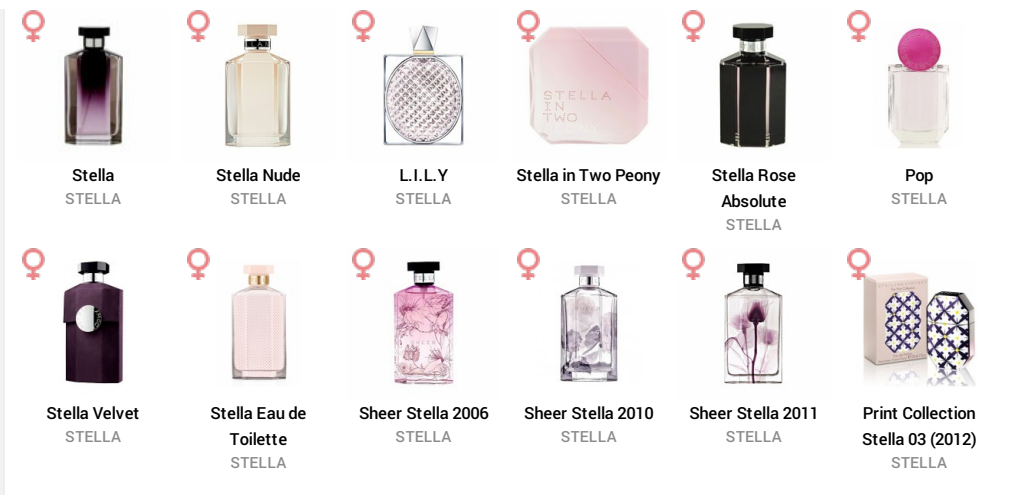 Stella
STELLA
Stella Nude
STELLA
L.I.L.Y
STELLA
STELLA
IN
TWO
Stella in Two Peony
STELLA
Stella Rose
Absolute
STELLA
Pop
STELLA
Stella Velvet
STELLA
Stella Eau de
Toilette
STELLA
SHEER
Sheer Stella 2006
STELLA
Sheer Stella 2010
STELLA
Sheer Stella 2011
STELLA
Print Collection
Stella 03 (2012)
STELLA